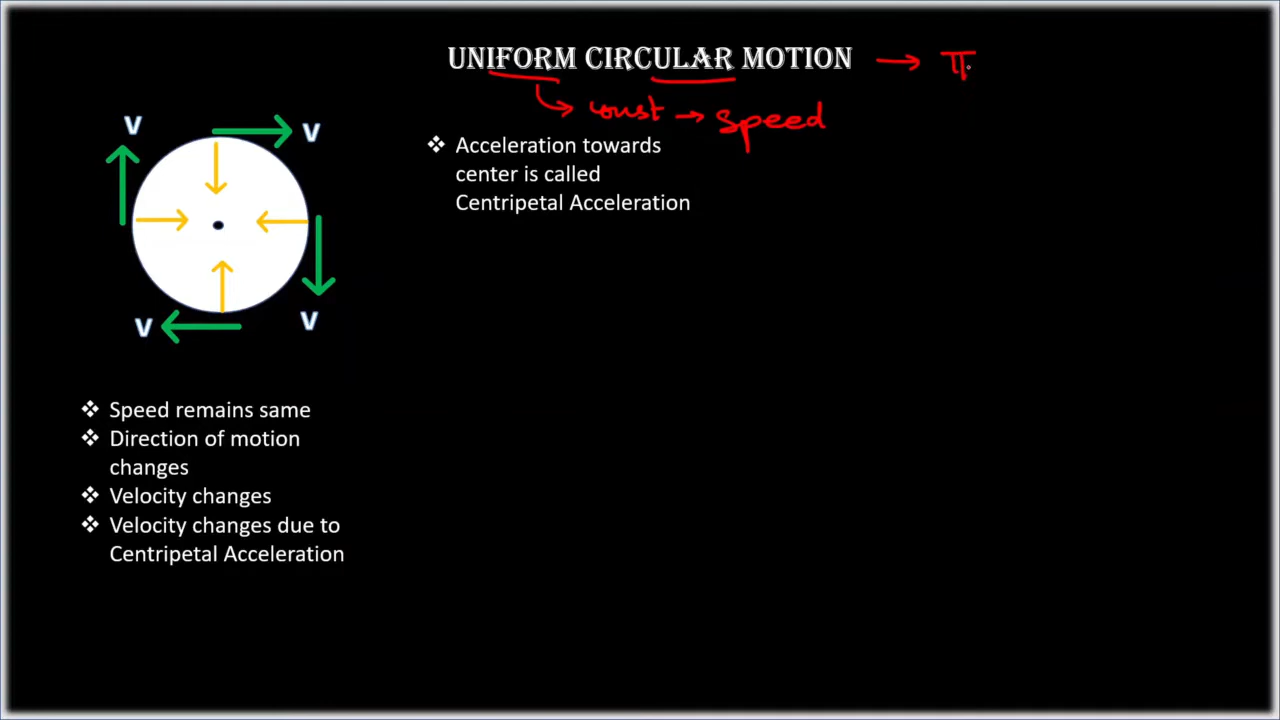 UNIFORM CIRCULAR MOTION → π
const → speed
v
v
❖ Acceleration towards
center is called
Centripetal Acceleration
v
v
❖ Speed remains same
❖ Direction of motion
changes
❖ Velocity changes
❖ Velocity changes due to
Centripetal Acceleration